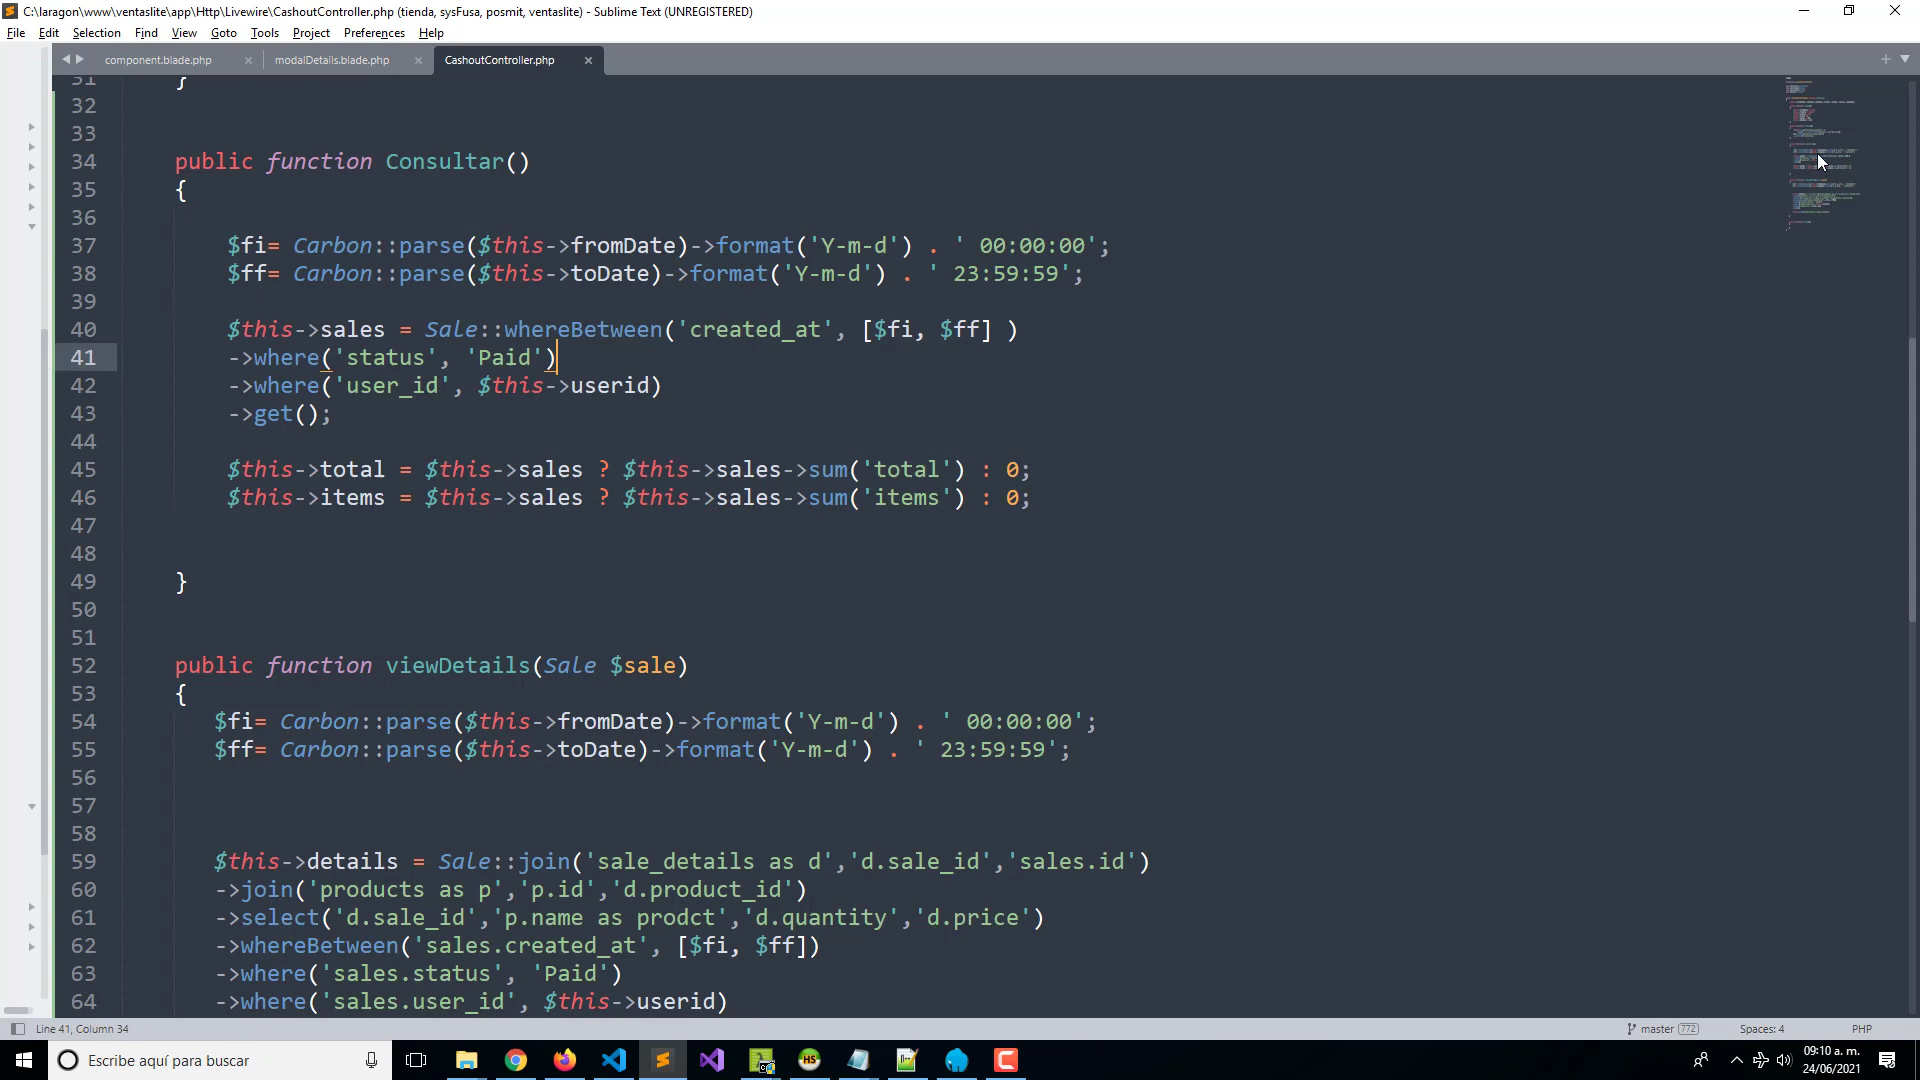 C:\laragon\www\ventaslite\app\Http\Livewire\CashoutController.php (tienda, sysFusa, posmit, ventaslite) - Sublime Text (UNREGISTERED)
File Edit Selection Find View Goto Tools Project Preferences Help
component.blade.php modalDetails.blade.php CashoutController.php
31 }
32
33
34 public function Consultar()
35 {
36
37 $fi= Carbon::parse($this->fromDate)->format('Y-m-d') . ' 00:00:00';
38 $ff= Carbon::parse($this->toDate)->format('Y-m-d') . ' 23:59:59';
39
40 $this->sales = Sale::whereBetween('created_at', [$fi, $ff] )
41 ->where('status', 'Paid')
42 ->where('user_id', $this->userid)
43 ->get();
44
45 $this->total = $this->sales ? $this->sales->sum('total') : 0;
46 $this->items = $this->sales ? $this->sales->sum('items') : 0;
47
48
49 }
50
51
52 public function viewDetails(Sale $sale)
53 {
54 $fi= Carbon::parse($this->fromDate)->format('Y-m-d') . ' 00:00:00';
55 $ff= Carbon::parse($this->toDate)->format('Y-m-d') . ' 23:59:59';
56
57
58
59 $this->details = Sale::join('sale_details as d','d.sale_id','sales.id')
60 ->join('products as p','p.id','d.product_id')
61 ->select('d.sale_id','p.name as prodct','d.quantity','d.price')
62 ->whereBetween('sales.created_at', [$fi, $ff])
63 ->where('sales.status', 'Paid')
64 ->where('sales.user_id', $this->userid)
Line 41, Column 34 master 772 Spaces: 4 PHP
Escribe aquí para buscar
09:10 a. m.
24/06/2021